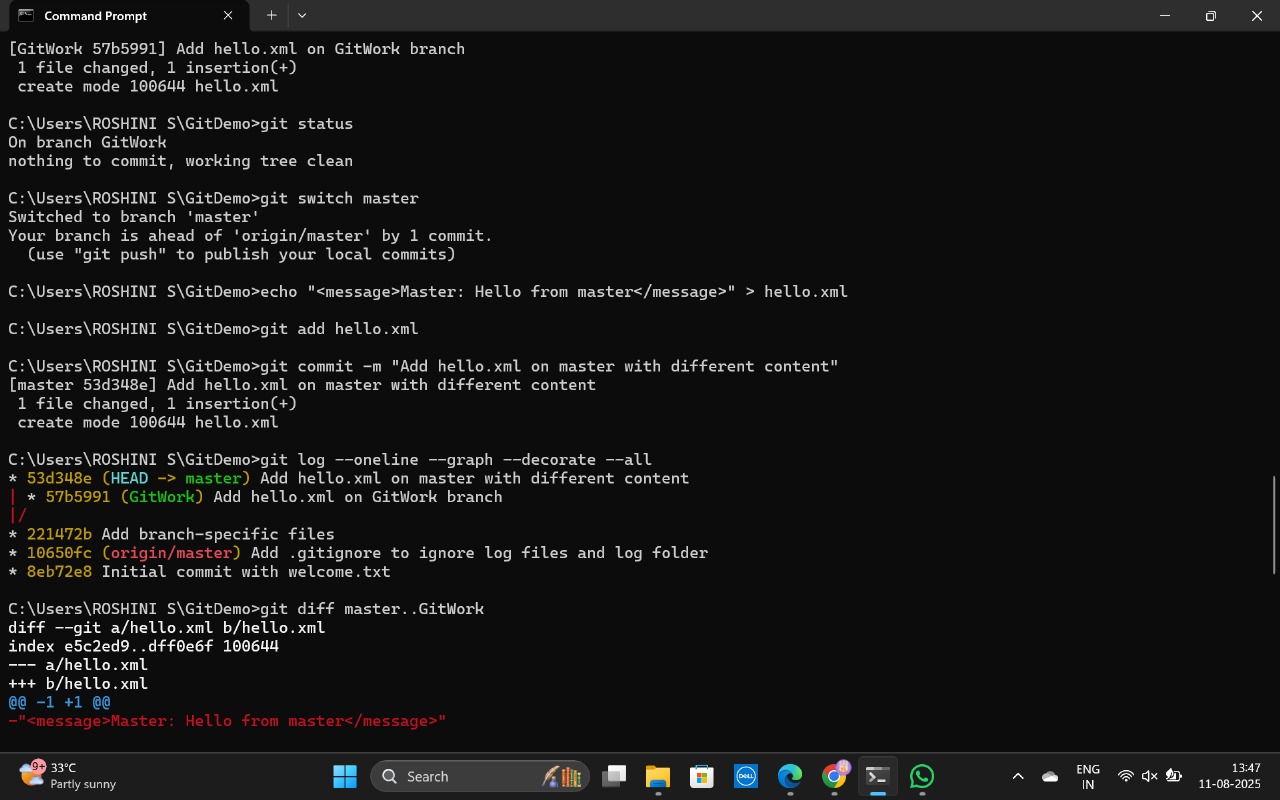 Command Prompt
[GitWork 57b5991] Add hello.xml on GitWork branch
 1 file changed, 1 insertion(+)
 create mode 100644 hello.xml
C:\Users\ROSHINI S\GitDemo>git status
On branch GitWork
nothing to commit, working tree clean
C:\Users\ROSHINI S\GitDemo>git switch master
Switched to branch 'master'
Your branch is ahead of 'origin/master' by 1 commit.
  (use "git push" to publish your local commits)
C:\Users\ROSHINI S\GitDemo>echo "<message>Master: Hello from master</message>" > hello.xml
C:\Users\ROSHINI S\GitDemo>git add hello.xml
C:\Users\ROSHINI S\GitDemo>git commit -m "Add hello.xml on master with different content"
[master 53d348e] Add hello.xml on master with different content
 1 file changed, 1 insertion(+)
 create mode 100644 hello.xml
C:\Users\ROSHINI S\GitDemo>git log --oneline --graph --decorate --all
* 53d348e (HEAD -> master) Add hello.xml on master with different content
| * 57b5991 (GitWork) Add hello.xml on GitWork branch
|/
* 221472b Add branch-specific files
* 10650fc (origin/master) Add .gitignore to ignore log files and log folder
* 8eb72e8 Initial commit with welcome.txt
C:\Users\ROSHINI S\GitDemo>git diff master..GitWork
diff --git a/hello.xml b/hello.xml
index e5c2ed9..dff0e6f 100644
--- a/hello.xml
+++ b/hello.xml
@@ -1 +1 @@
-"<message>Master: Hello from master</message>"
9+
33°C
Partly sunny
Search
DELL
ENG
IN
13:47
11-08-2025